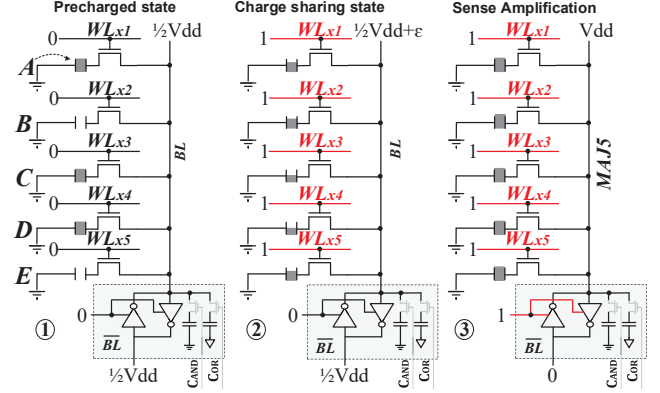 Precharged state
0 WLx1 ½Vdd
A
0 WLx2
B
0 WLx3
BL
C
0 WLx4
D
0 WLx5
E
0
BL
CAND
COR
①
½Vdd
Charge sharing state
1 WLx1 ½Vdd+ε
1 WLx2
1 WLx3
BL
1 WLx4
1 WLx5
0
BL
CAND
COR
②
½Vdd
Sense Amplification
1 WLx1 Vdd
1 WLx2
1 WLx3
MAJ5
1 WLx4
1 WLx5
1
BL
CAND
COR
③
0